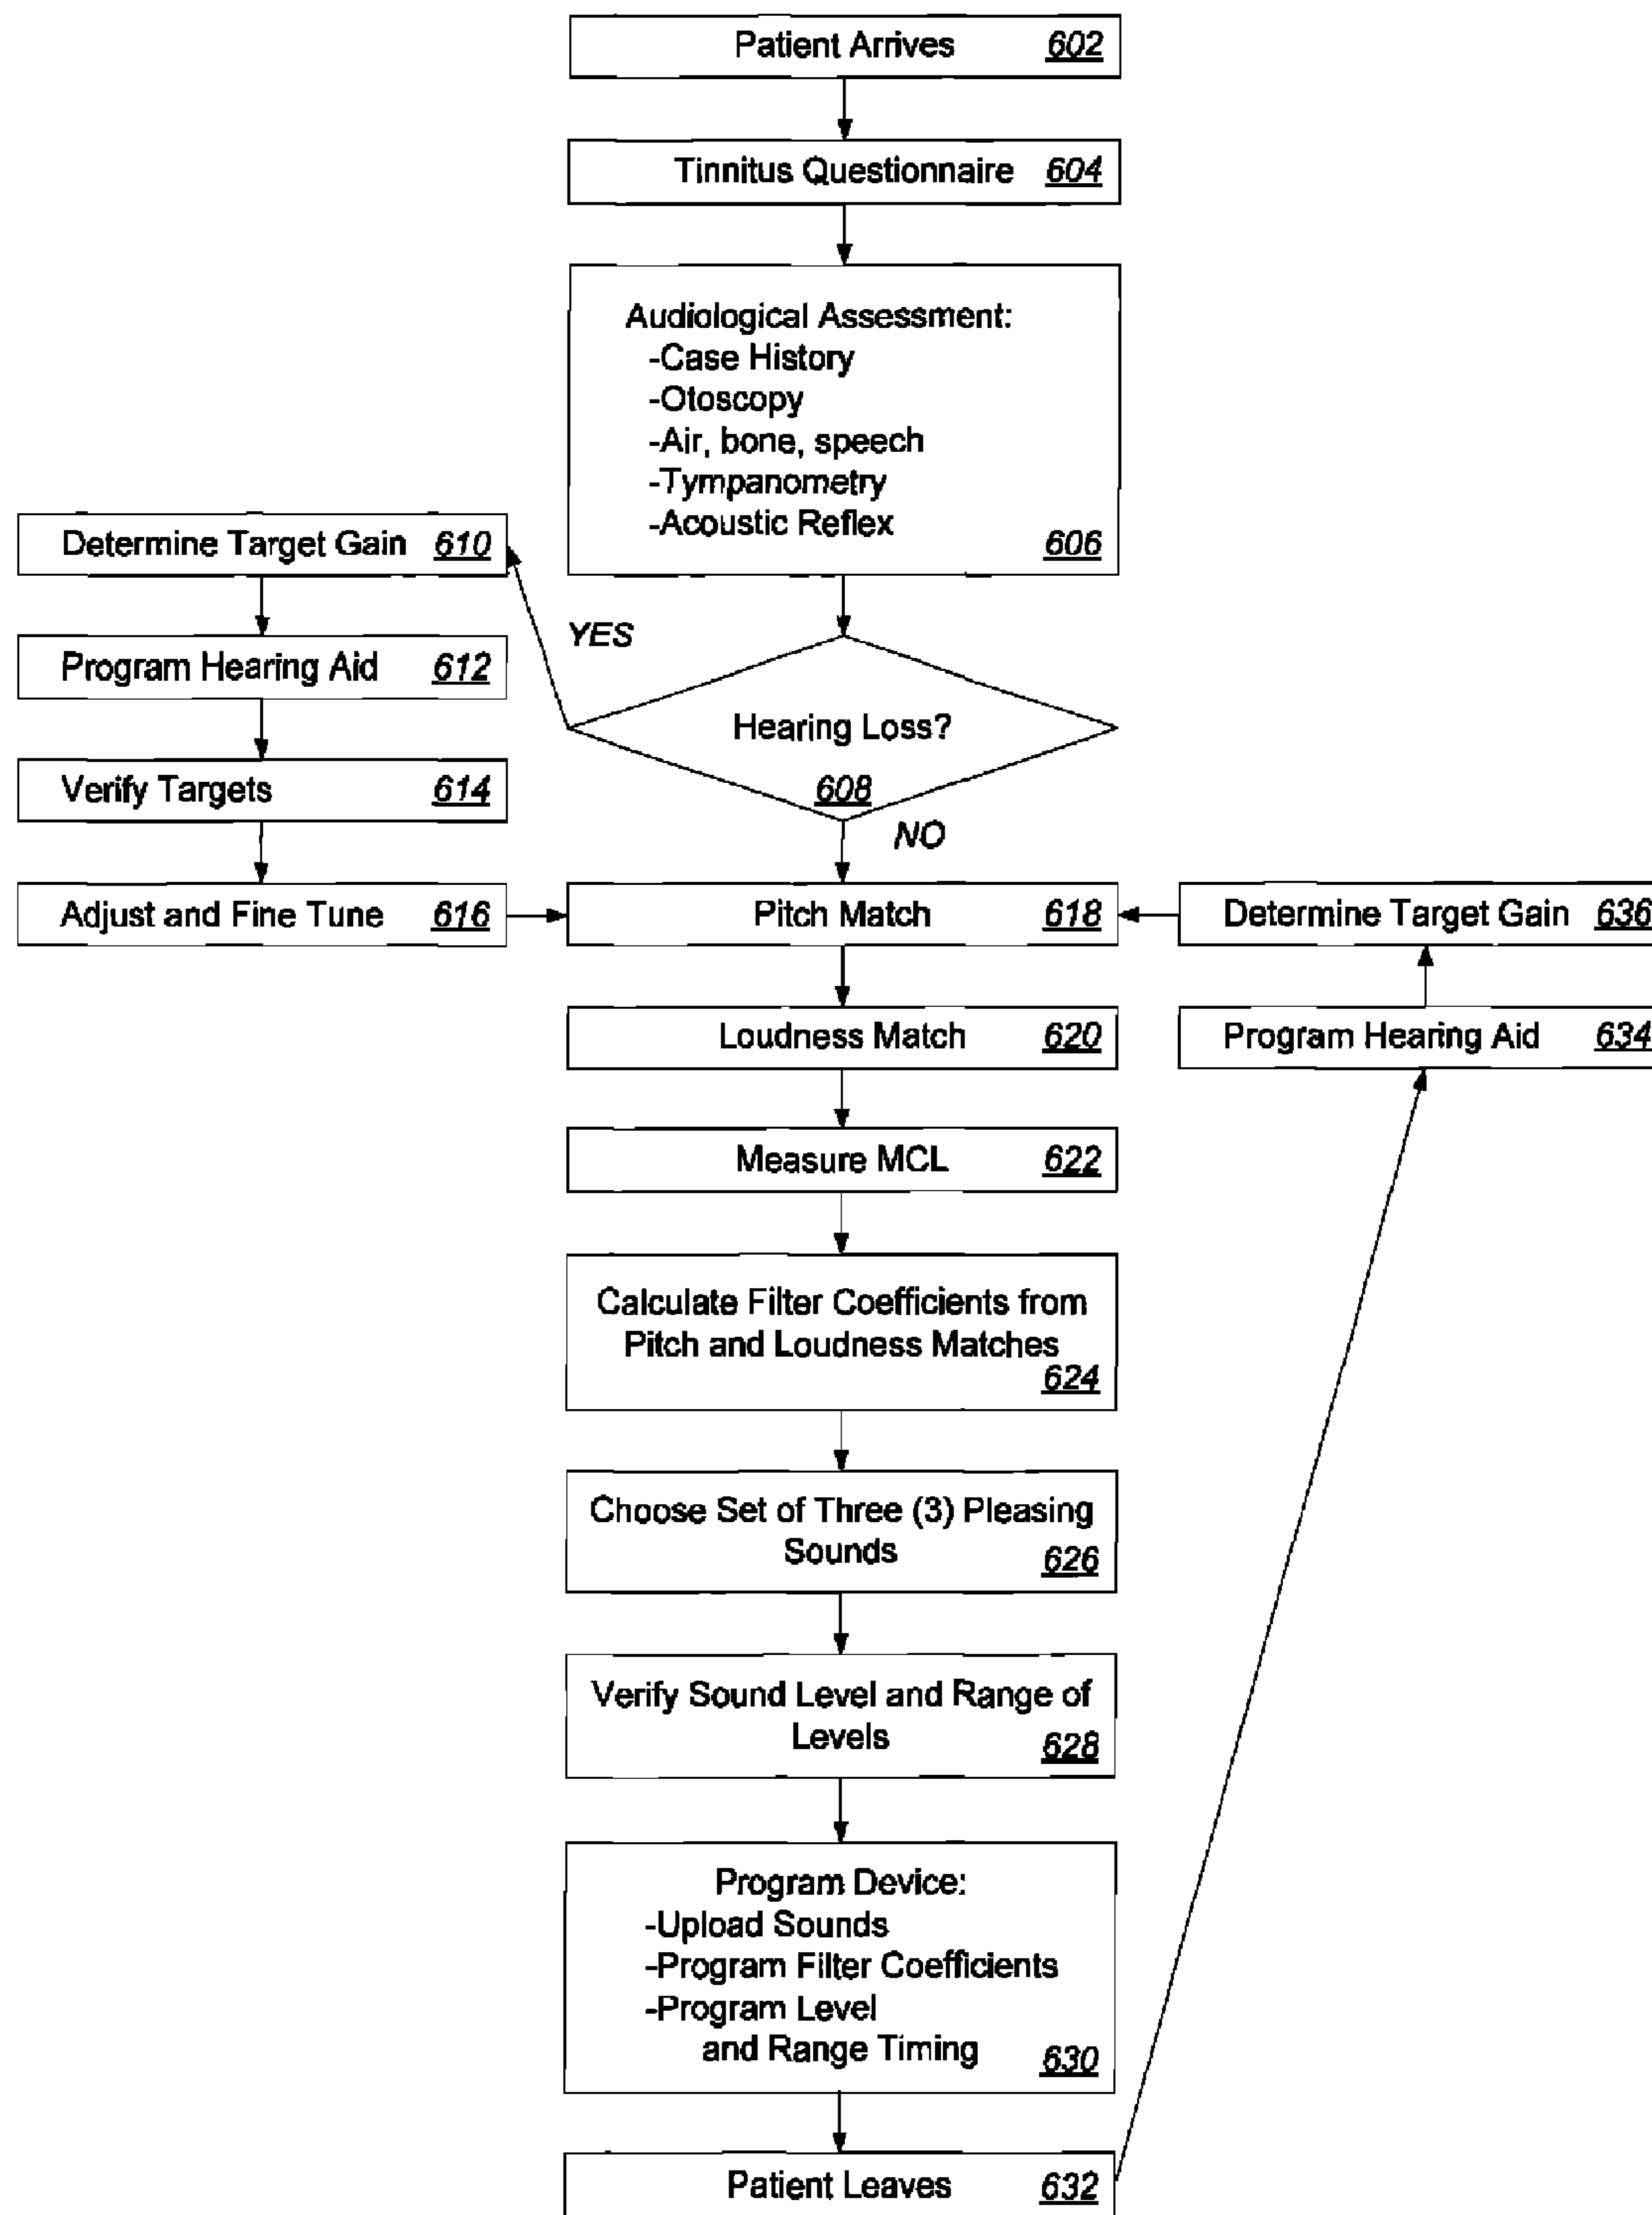 Patient Arrives 602
Tinnitus Questionnaire 604
Audiological Assessment:
-Case History
-Otoscopy
-Air, bone, speech
-Tympanometry
-Acoustic Reflex
606
Determine Target Gain 610
YES
Program Hearing Aid 612
Hearing Loss?
608
Verify Targets 614
NO
Adjust and Fine Tune 616
Pitch Match 618
Determine Target Gain 636
Loudness Match 620
Program Hearing Aid 634
Measure MCL 622
Calculate Filter Coefficients from
Pitch and Loudness Matches
624
Choose Set of Three (3) Pleasing
Sounds 626
Verify Sound Level and Range of
Levels 628
Program Device:
-Upload Sounds
-Program Filter Coefficients
-Program Level
and Range Timing 630
Patient Leaves 632